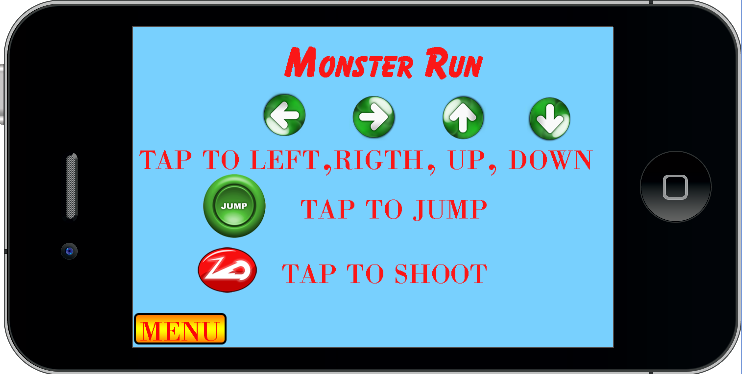 Monster Run
TAP TO LEFT,RIGTH, UP, DOWN
JUMP
TAP TO JUMP
TAP TO SHOOT
MENU